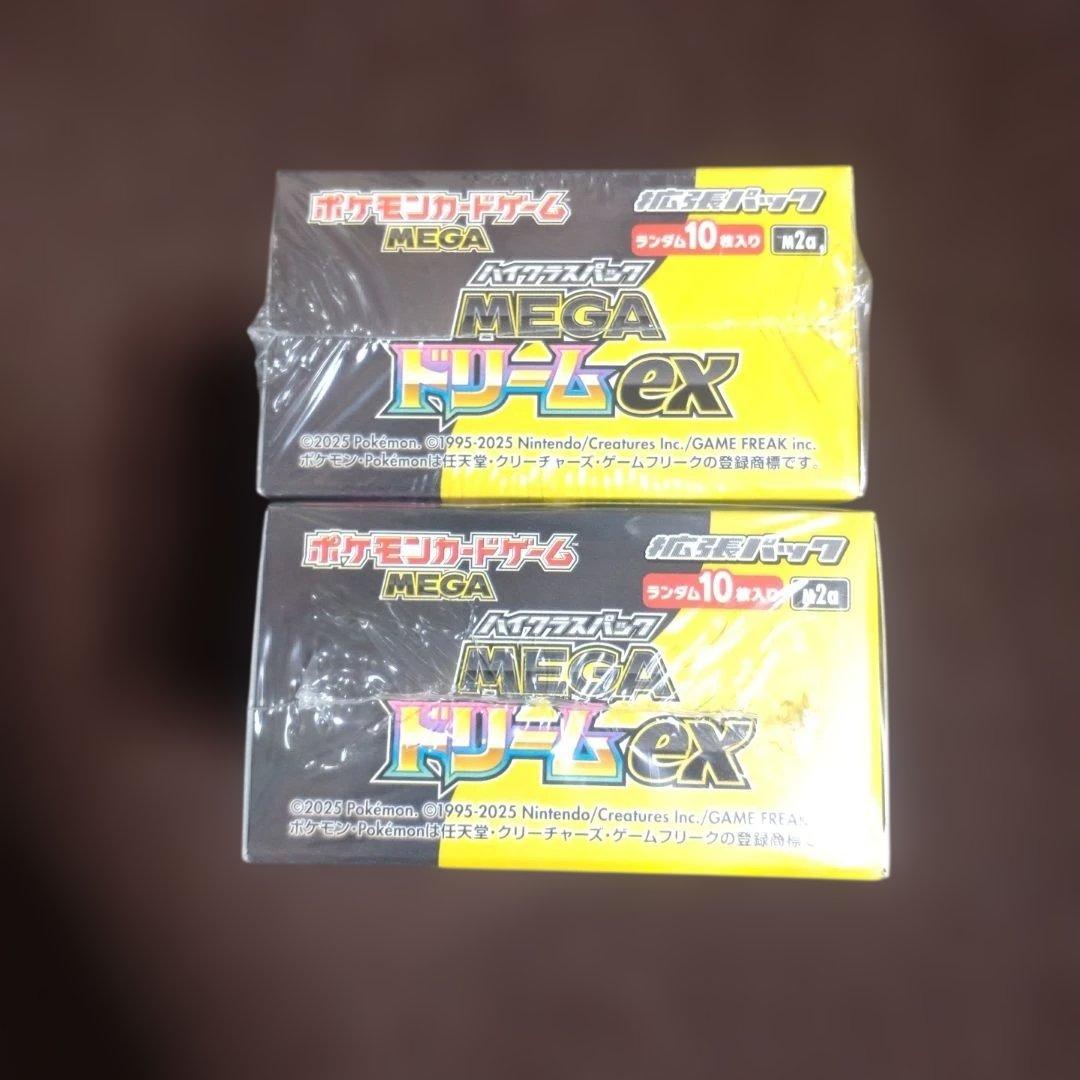 ポケモンカードゲーム
MEGA
拡張パック
ランダム10枚入り M2a
ハイクラスパック
MEGA
ドリームex
©2025 Pokémon. ©1995-2025 Nintendo/Creatures Inc./GAME FREAK inc.
ポケモン・Pokémonは任天堂・クリーチャーズ・ゲームフリークの登録商標です。
ポケモンカードゲーム
MEGA
拡張パック
ランダム10枚入り M2a
ハイクラスパック
MEGA
ドリームex
©2025 Pokémon. ©1995-2025 Nintendo/Creatures Inc./GAME FREAK
ポケモン・Pokémonは任天堂・クリーチャーズ・ゲームフリークの登録商標で